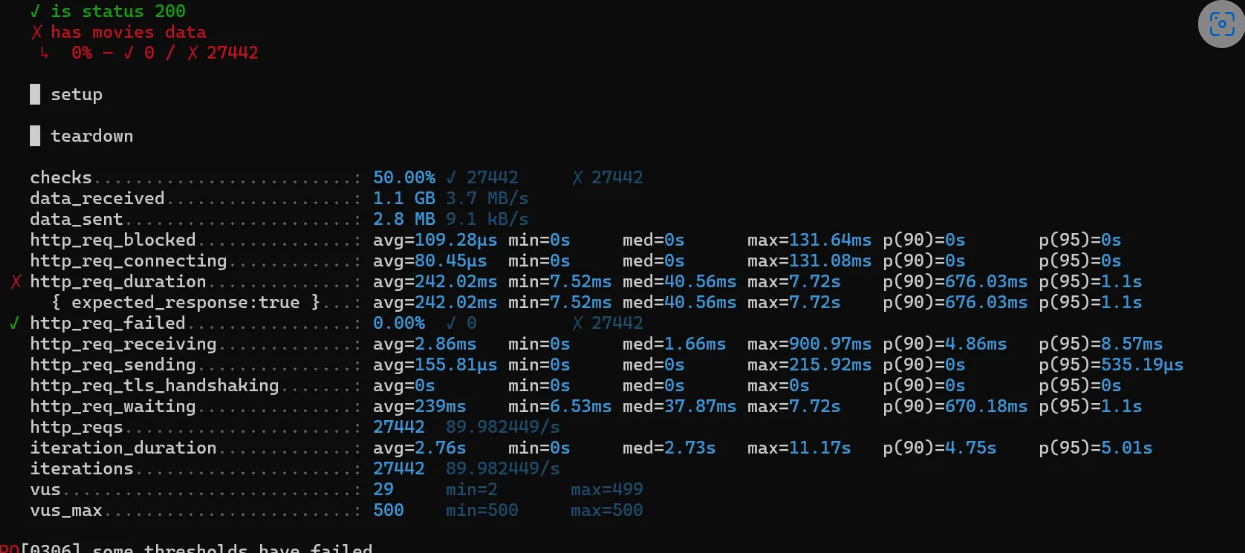 ✓ is status 200
✗ has movies data
↳ 0% — ✓ 0 / ✗ 27442
█ setup
█ teardown
checks.........................: 50.00% ✓ 27442 ✗ 27442
data_received..................: 1.1 GB 3.7 MB/s
data_sent......................: 2.8 MB 9.1 kB/s
http_req_blocked...............: avg=109.28µs min=0s med=0s max=131.64ms p(90)=0s p(95)=0s
http_req_connecting............: avg=80.45µs min=0s med=0s max=131.08ms p(90)=0s p(95)=0s
✗ http_req_duration..............: avg=242.02ms min=7.52ms med=40.56ms max=7.72s p(90)=676.03ms p(95)=1.1s
{ expected_response:true }...: avg=242.02ms min=7.52ms med=40.56ms max=7.72s p(90)=676.03ms p(95)=1.1s
✓ http_req_failed................: 0.00% ✓ 0 ✗ 27442
http_req_receiving.............: avg=2.86ms min=0s med=1.66ms max=900.97ms p(90)=4.86ms p(95)=8.57ms
http_req_sending...............: avg=155.81µs min=0s med=0s max=215.92ms p(90)=0s p(95)=535.19µs
http_req_tls_handshaking.......: avg=0s min=0s med=0s max=0s p(90)=0s p(95)=0s
http_req_waiting...............: avg=239ms min=6.53ms med=37.87ms max=7.72s p(90)=670.18ms p(95)=1.1s
http_reqs......................: 27442 89.982449/s
iteration_duration.............: avg=2.76s min=0s med=2.73s max=11.17s p(90)=4.75s p(95)=5.01s
iterations.....................: 27442 89.982449/s
vus............................: 29 min=2 max=499
vus_max........................: 500 min=500 max=500
RO[0306] some thresholds have failed